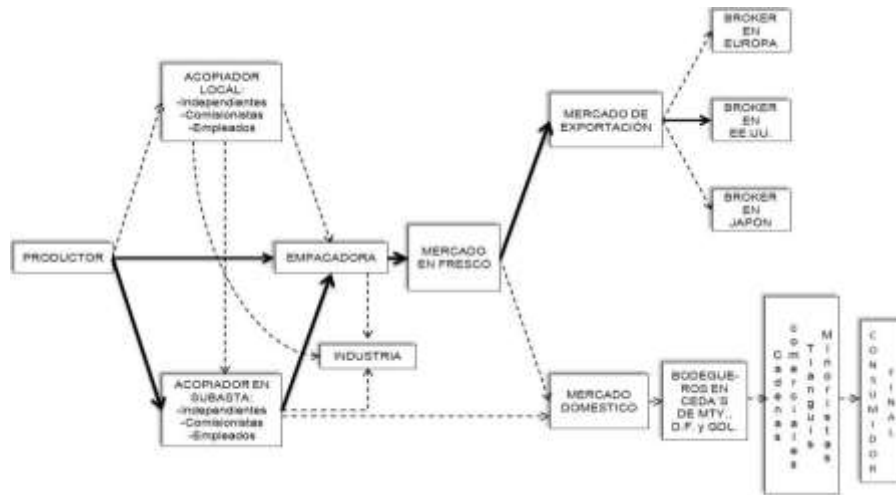 BROKER
EN
EUROPA
ACOPIADOR
LOCAL:
-Independientes
-Comisionistas
-Empleados
MERCADO DE
EXPORTACIÓN
BROKER
EN
EE.UU.
BROKER
EN
JAPON
PRODUCTOR
EMPACADORA
MERCADO
EN FRESCO
INDUSTRIA
ACOPIADOR EN
SUBASTA:
-Independientes
-Comisionistas
-Empleados
MERCADO
DOMESTICO
BODEGUE-
ROS EN
CEDA'S
DE MTY.,
D.F. y GDL.
Cadenas
comerciales
Tianguis
Minoristas
CONSUMIDOR
FINAL